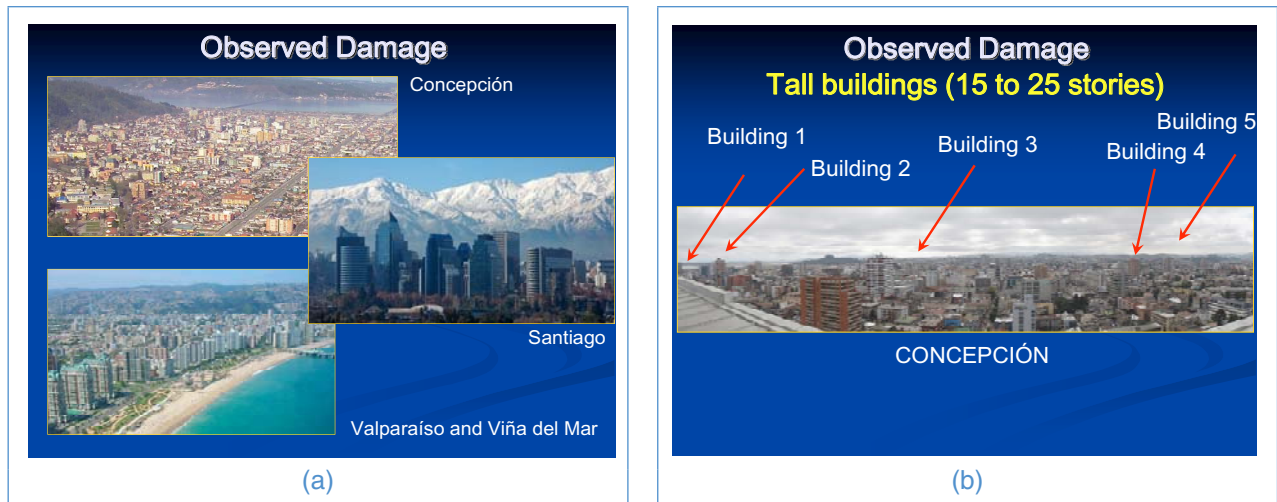 Observed Damage
Concepción
Santiago
Valparaíso and Viña del Mar
(a)
Observed Damage
Tall buildings (15 to 25 stories)
Building 1
Building 2
Building 3
Building 4
Building 5
CONCEPCIÓN
(b)